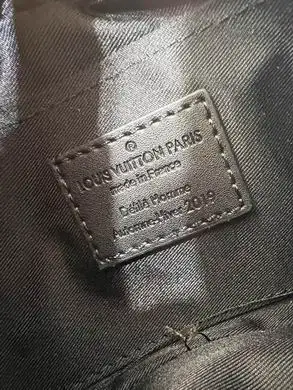 ®
LOUIS VUITTON PARIS
made in France
Défilé Homme
Automne-Hiver 2019